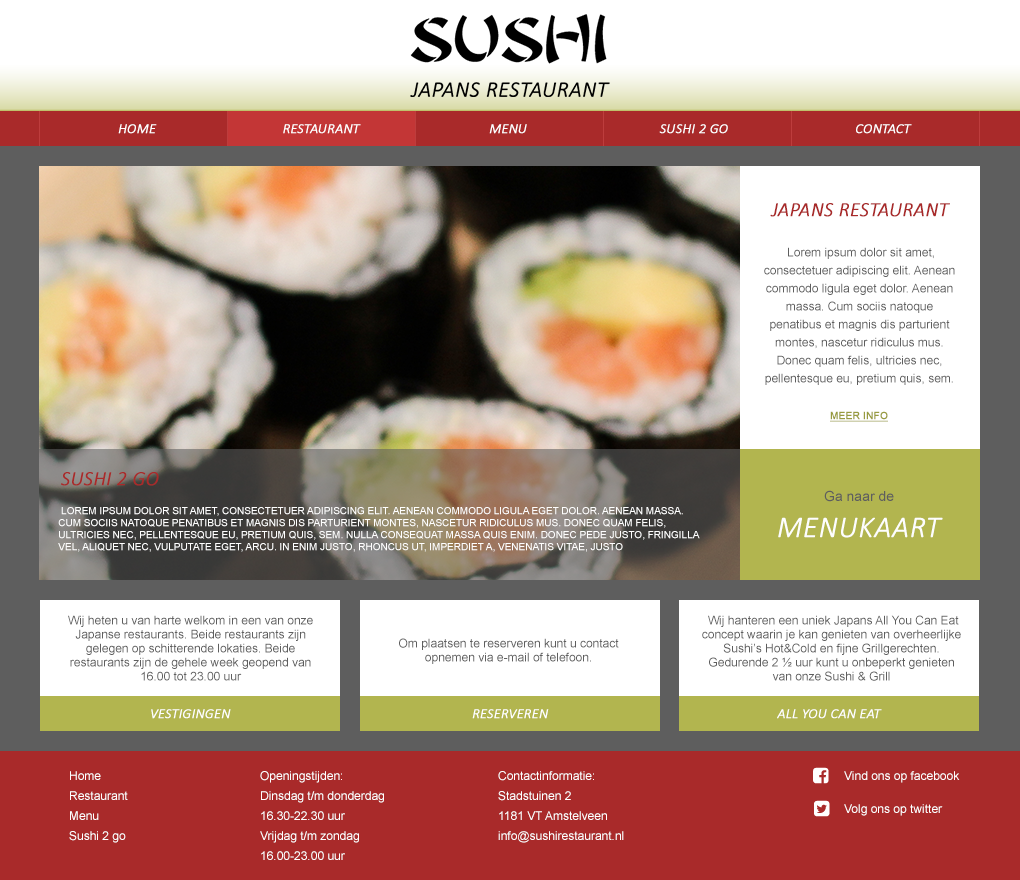 SUSHI
JAPANS RESTAURANT
HOME
RESTAURANT
MENU
SUSHI 2 GO
CONTACT
JAPANS RESTAURANT
Lorem ipsum dolor sit amet,
consectetuer adipiscing elit. Aenean
commodo ligula eget dolor. Aenean
massa. Cum sociis natoque
penatibus et magnis dis parturient
montes, nascetur ridiculus mus.
Donec quam felis, ultricies nec,
pellentesque eu, pretium quis, sem.
MEER INFO
SUSHI 2 GO
LOREM IPSUM DOLOR SIT AMET, CONSECTETUER ADIPISCING ELIT. AENEAN COMMODO LIGULA EGET DOLOR. AENEAN MASSA.
CUM SOCIIS NATOQUE PENATIBUS ET MAGNIS DIS PARTURIENT MONTES, NASCETUR RIDICULUS MUS. DONEC QUAM FELIS,
ULTRICIES NEC, PELLENTESQUE EU, PRETIUM QUIS, SEM. NULLA CONSEQUAT MASSA QUIS ENIM. DONEC PEDE JUSTO, FRINGILLA
VEL, ALIQUET NEC, VULPUTATE EGET, ARCU. IN ENIM JUSTO, RHONCUS UT, IMPERDIET A, VENENATIS VITAE, JUSTO
Ga naar de
MENUKAART
Wij heten u van harte welkom in een van onze
Japanse restaurants. Beide restaurants zijn
gelegen op schitterende lokaties. Beide
restaurants zijn de gehele week geopend van
16.00 tot 23.00 uur
VESTIGINGEN
Om plaatsen te reserveren kunt u contact
opnemen via e-mail of telefoon.
RESERVEREN
Wij hanteren een uniek Japans All You Can Eat
concept waarin je kan genieten van overheerlijke
Sushi's Hot&Cold en fijne Grillgerechten.
Gedurende 2 ½ uur kunt u onbeperkt genieten
van onze Sushi & Grill
ALL YOU CAN EAT
Home
Restaurant
Menu
Sushi 2 go
Openingstijden:
Dinsdag t/m donderdag
16.30-22.30 uur
Vrijdag t/m zondag
16.00-23.00 uur
Contactinformatie:
Stadstuinen 2
1181 VT Amstelveen
info@sushirestaurant.nl
Vind ons op facebook
Volg ons op twitter